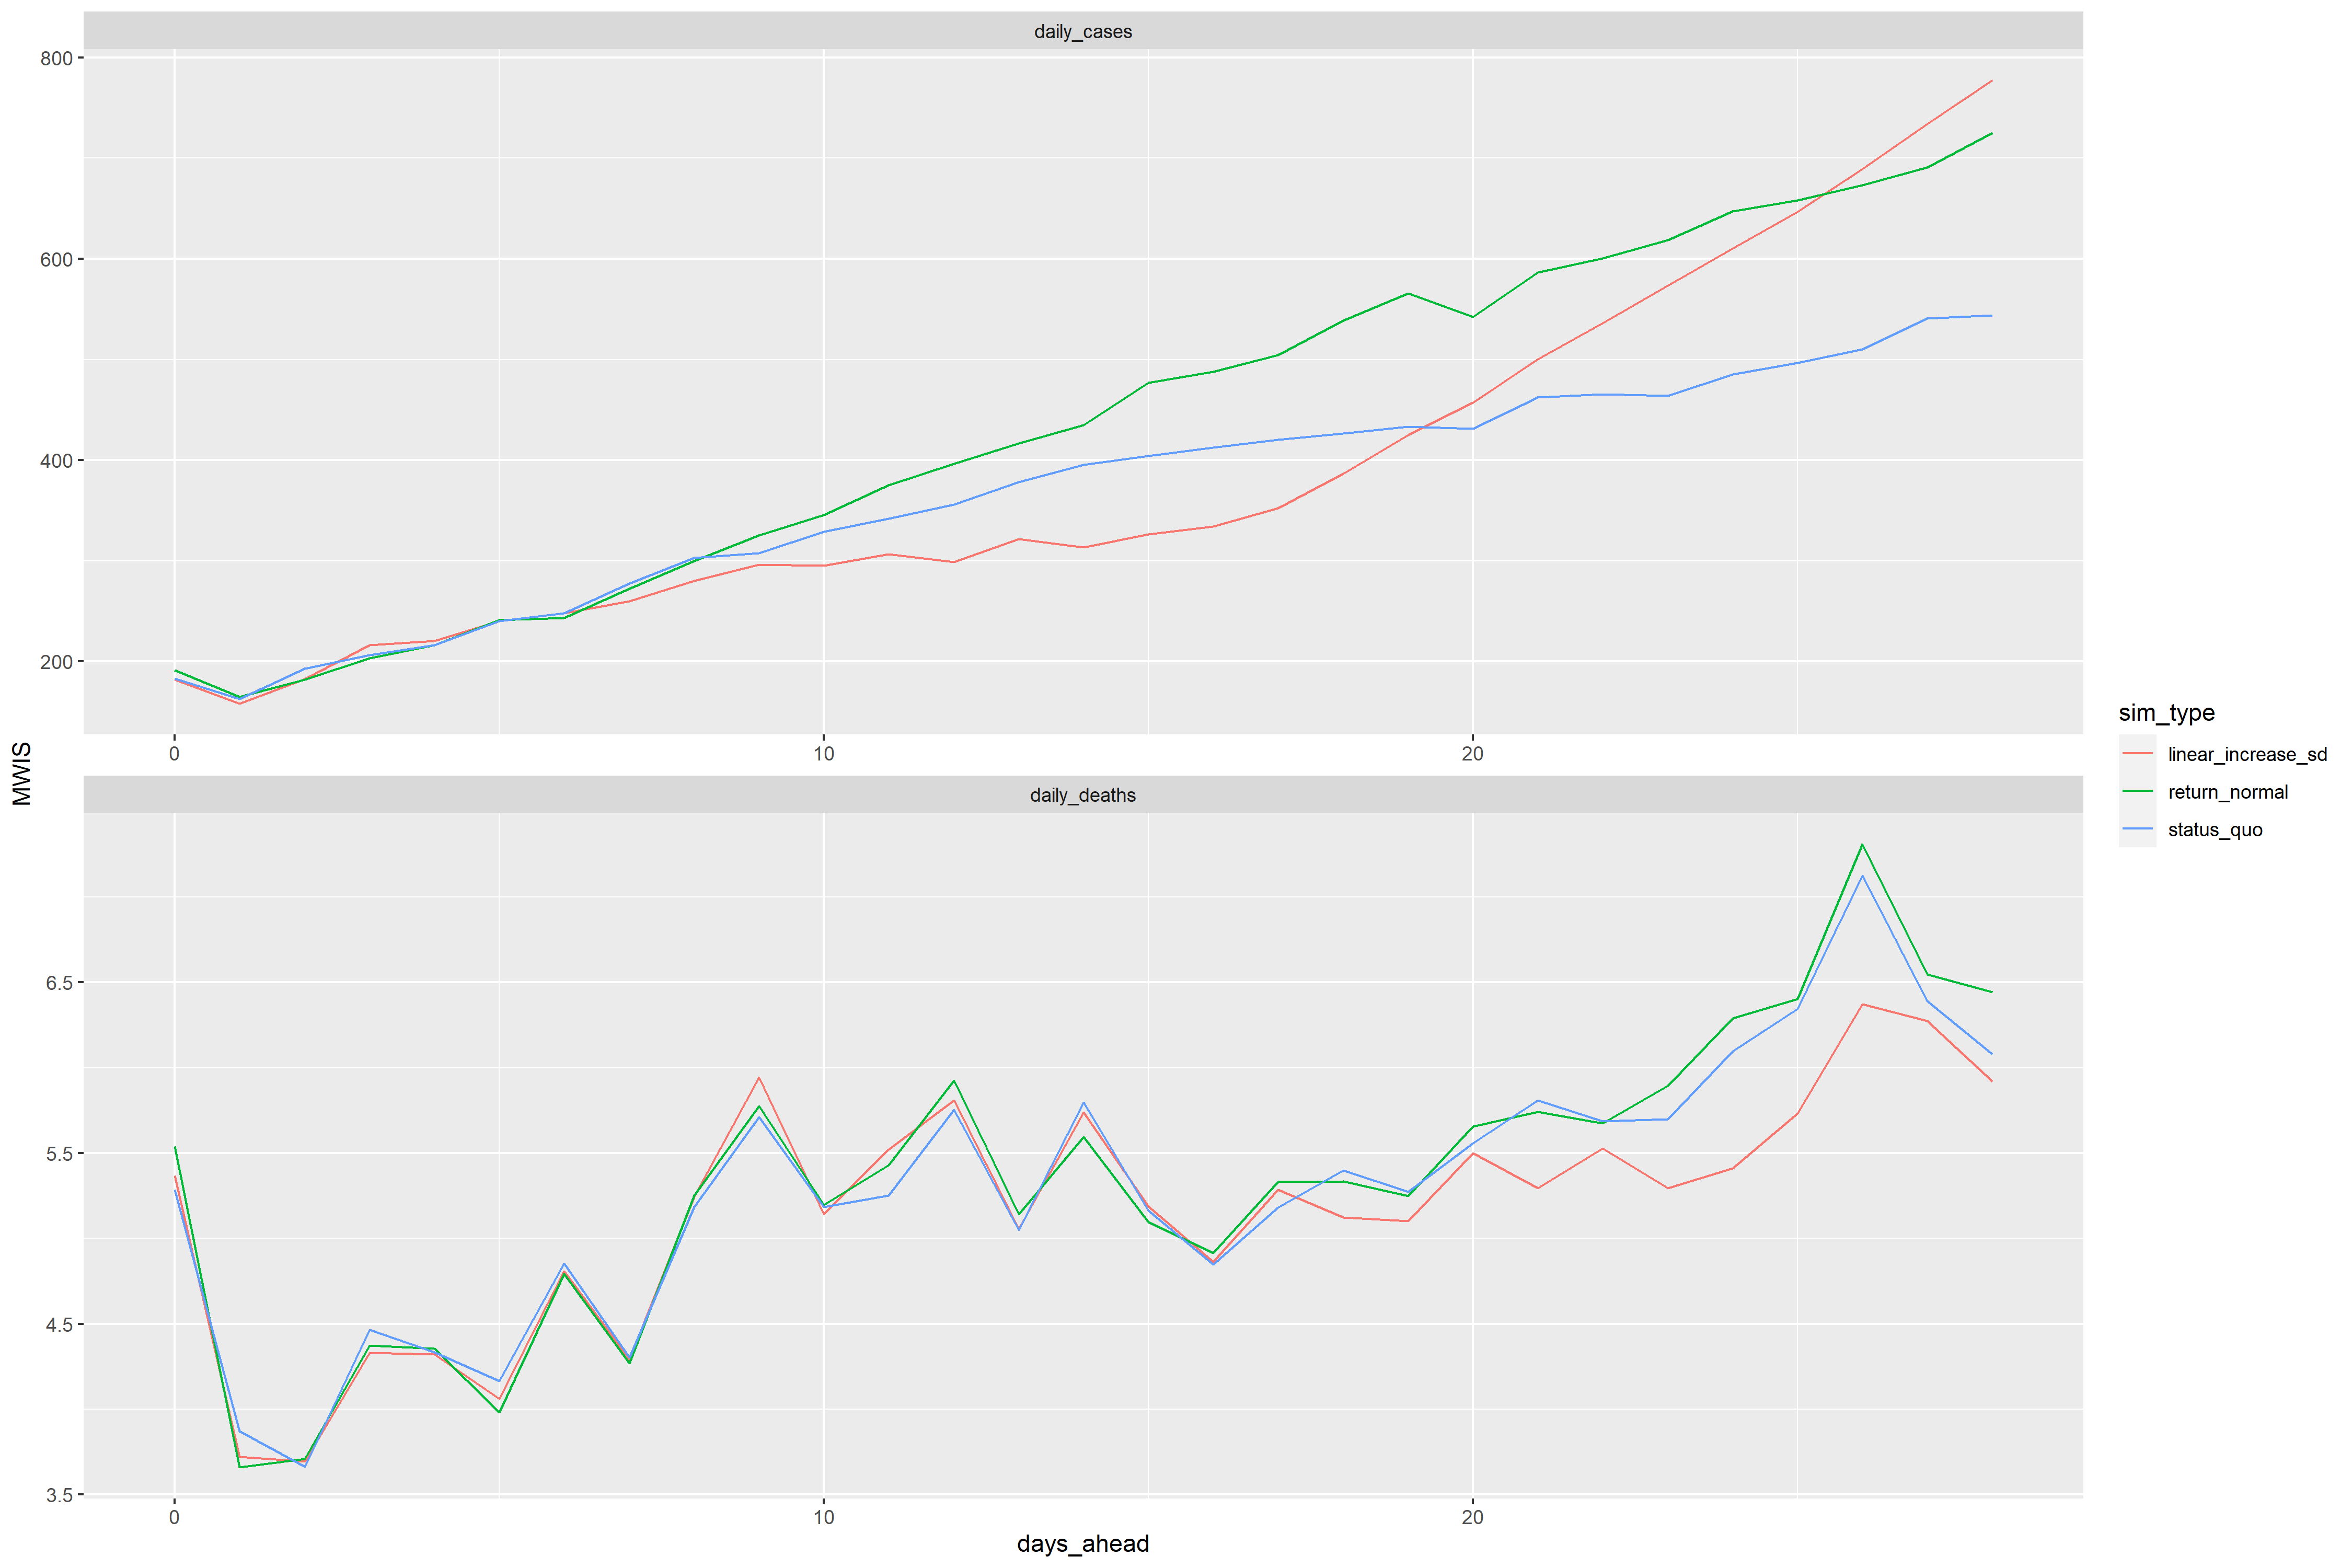 daily_cases
800
600
400
200
0 10 20
MWIS
daily_deaths
6.5
5.5
4.5
3.5
0 10 20
days_ahead
sim_type
linear_increase_sd
return_normal
status_quo